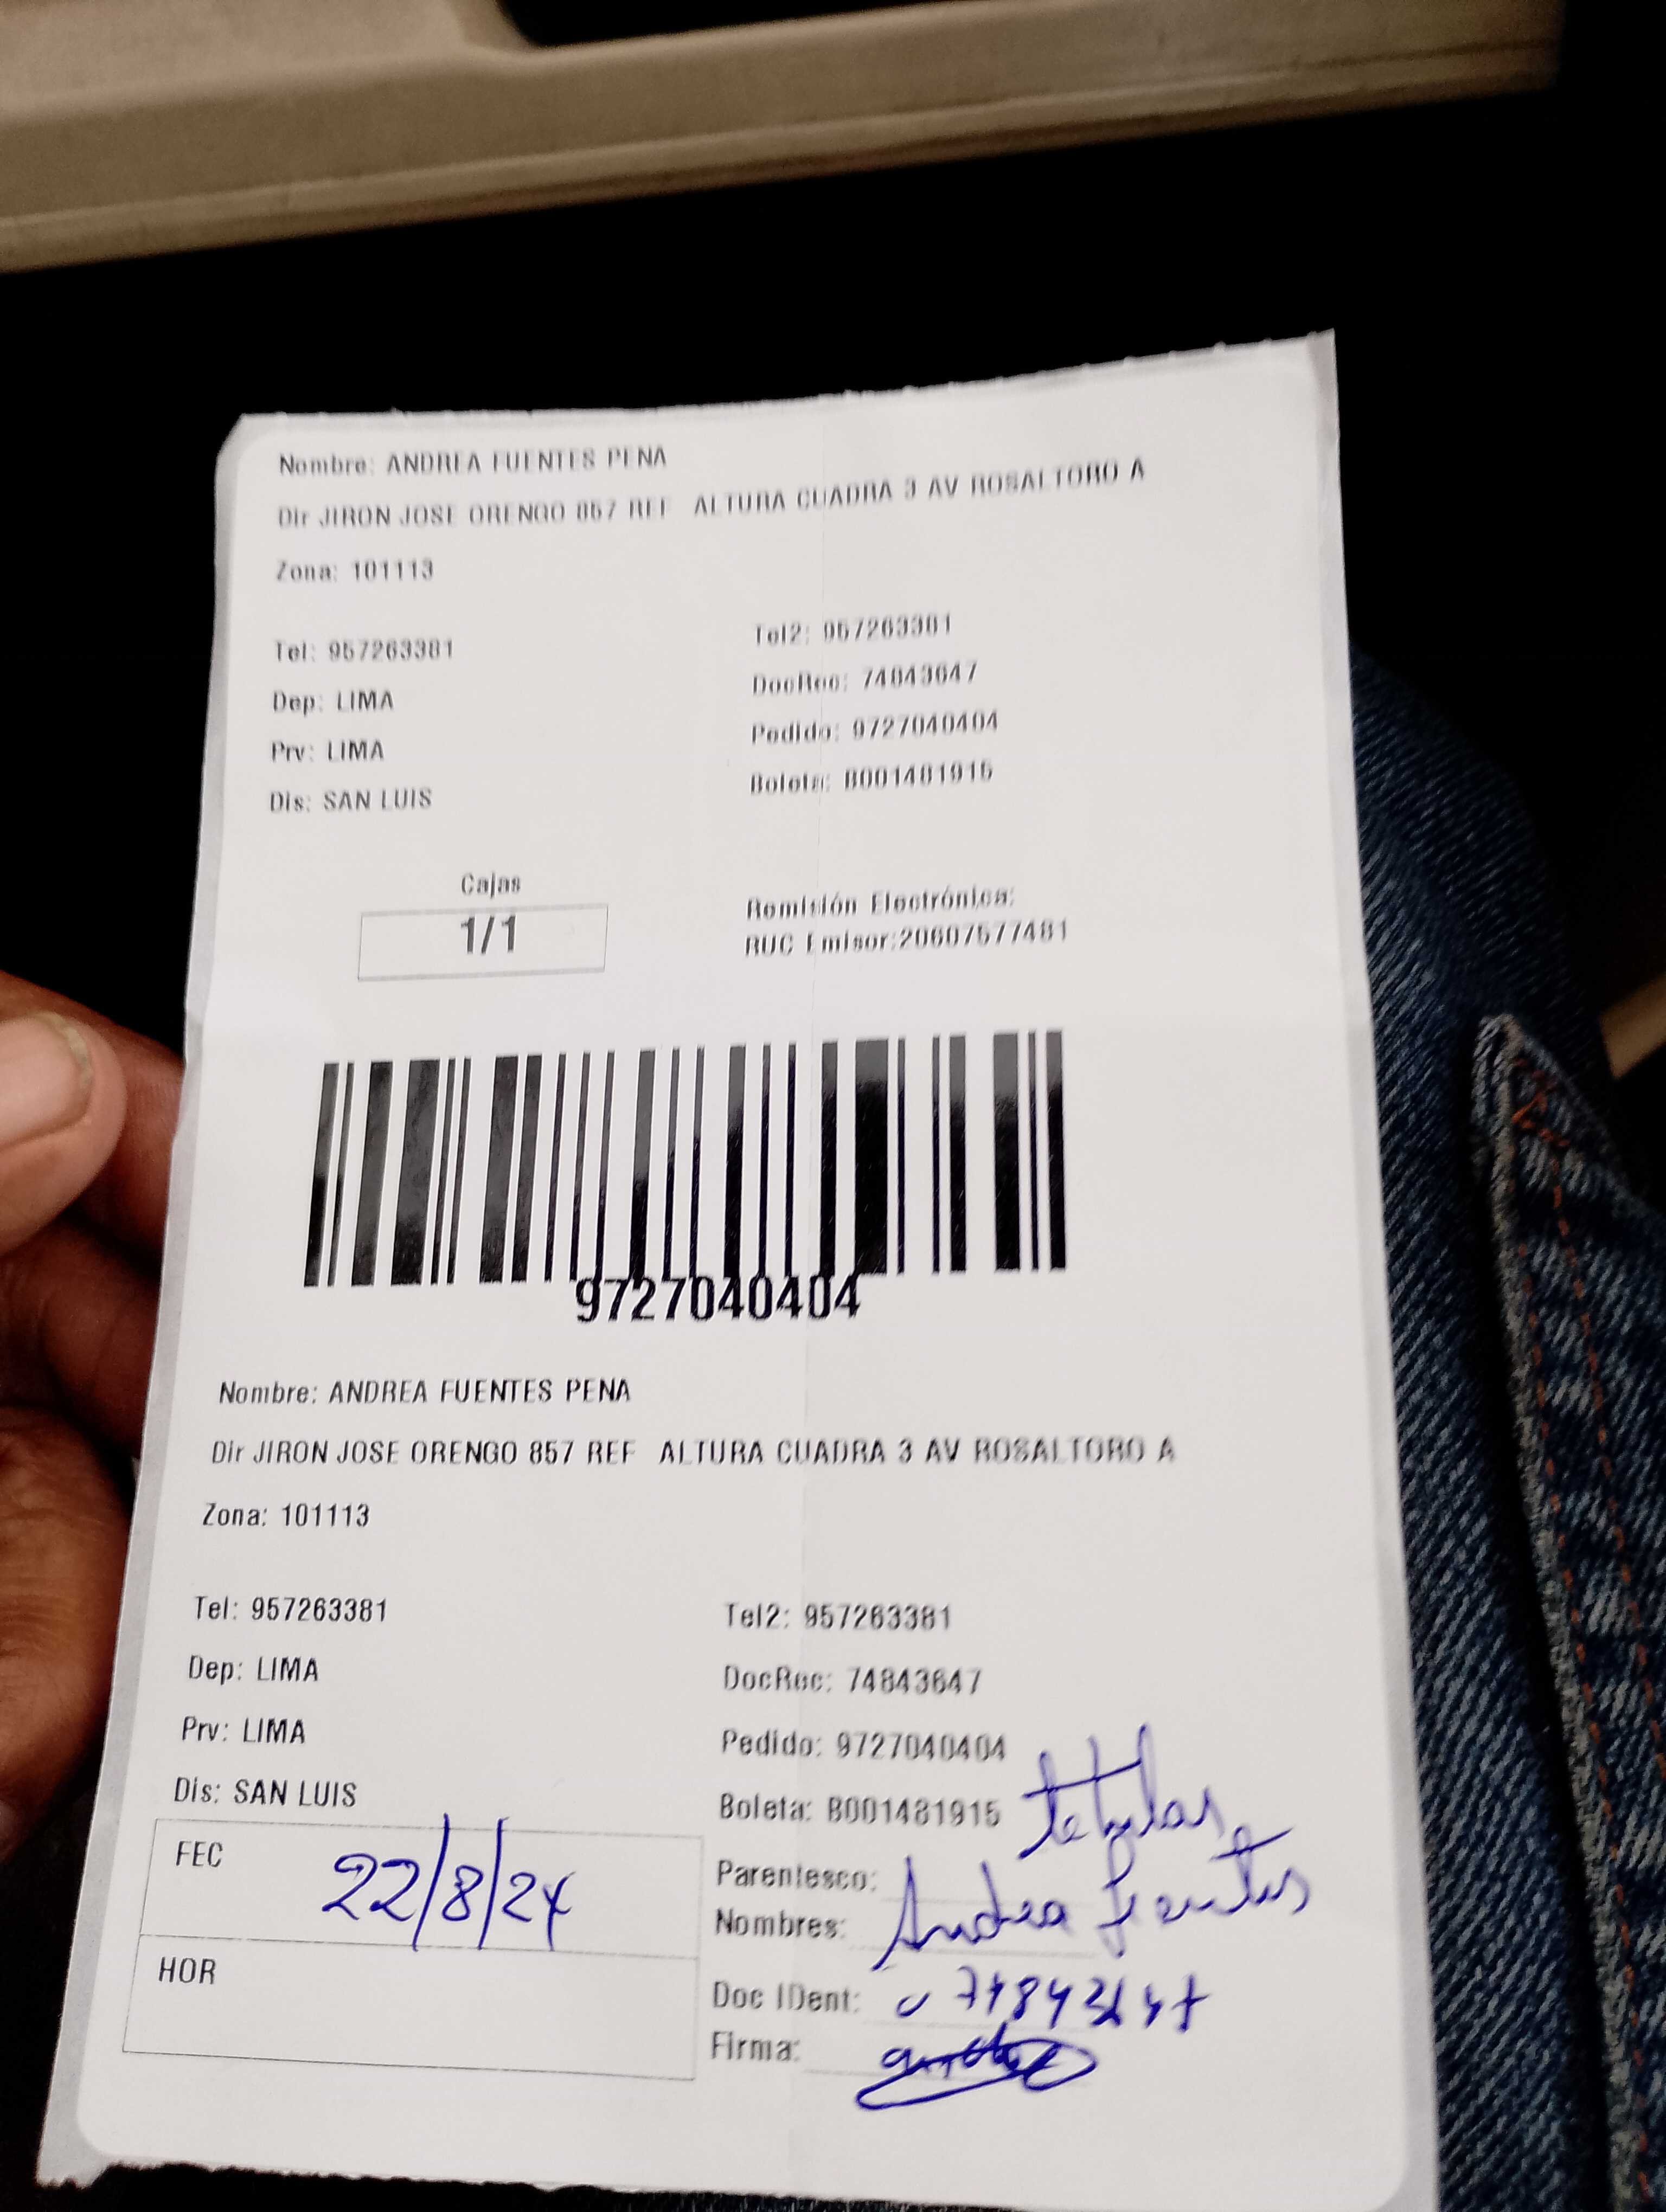 Nombre: ANDREA FUENTES PENA
Dir JIRON JOSE ORENGO 857 REF ALTURA CUADRA 3 AV ROSALTORO A
Zona: 101113
Tel: 957263381 Tel2: 957263381
Dep: LIMA DocRec: 74843647
Prv: LIMA Pedido: 9727040404
Dis: SAN LUIS Boleta: B001481915
Cajas
1/1
Remisión Electrónica:
RUC Emisor:20607577481
9727040404
Nombre: ANDREA FUENTES PENA
Dir JIRON JOSE ORENGO 857 REF ALTURA CUADRA 3 AV ROSALTORO A
Zona: 101113
Tel: 957263381 Tel2: 957263381
Dep: LIMA DocRec: 74843647
Prv: LIMA Pedido: 9727040404
Dis: SAN LUIS Boleta: B001481915
FEC 22/8/24
HOR
Parentesco:
Nombres: Andrea Fuentes
Doc IDent: 74843647
Firma: